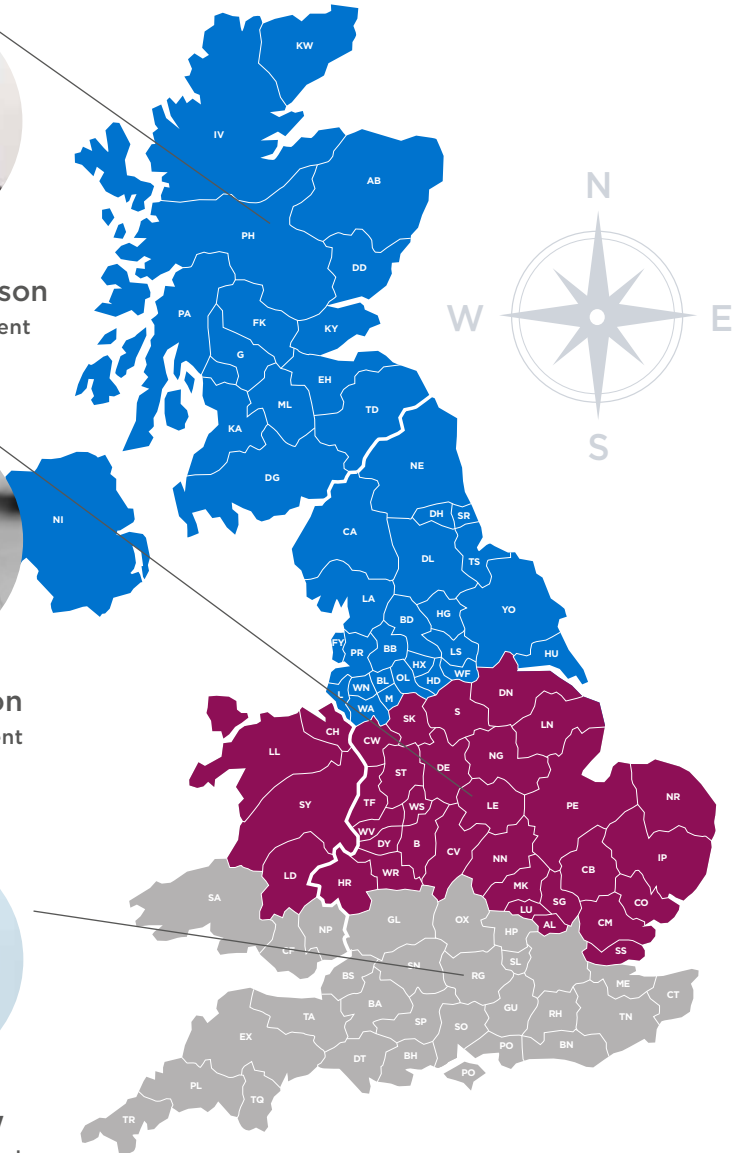 KW
IV
AB
N
PH
DD
son
ent
PA
FK
KY
W
E
G
EH
ML
TD
KA
S
NE
DG
DH
SR
NI
CA
DL
TS
LA
YO
BD
HG
FY
PR
BB
LS
HU
HX
WF
BL
OL
HD
L
WN
M
WA
on
ent
DN
SK
S
LN
CH
CW
LL
NG
DE
ST
NR
SY
TF
WS
LE
PE
WV
DY
B
CV
NN
IP
CB
LD
HR
WR
MK
SG
CO
SA
LU
AL
CM
NP
GL
OX
HP
CF
SS
SL
SN
BS
RG
ME
CT
BA
GU
RH
TN
TA
SP
SO
EX
PO
BN
DT
BH
PO
PL
TQ
TR